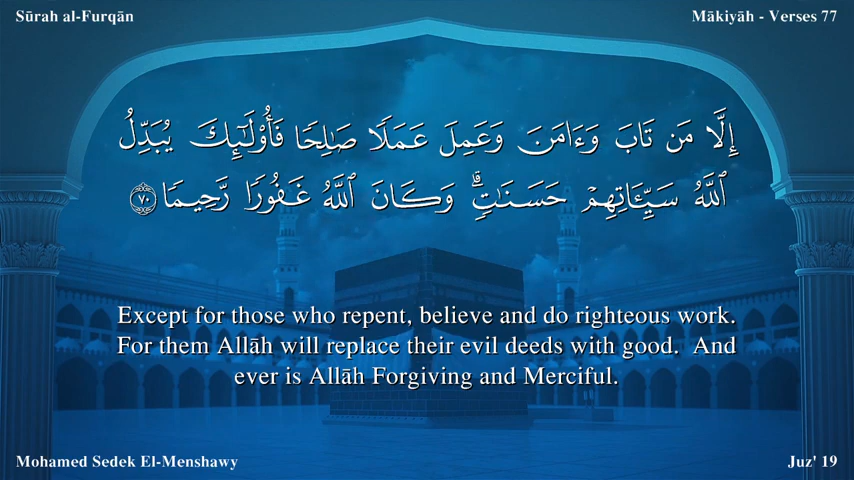 Sūrah al-Furqān
Mākiyāh - Verses 77
إِلَّا مَن تَابَ وَءَامَنَ وَعَمِلَ عَمَلًا صَـٰلِحًا فَأُو۟لَـٰٓئِكَ يُبَدِّلُ
ٱللَّهُ سَيِّـَٔاتِهِمْ حَسَنَـٰتٍ ۗ وَكَانَ ٱللَّهُ غَفُورًا رَّحِيمًا ٧٠
Except for those who repent, believe and do righteous work.
For them Allāh will replace their evil deeds with good. And
ever is Allāh Forgiving and Merciful.
Mohamed Sedek El-Menshawy
Juz' 19